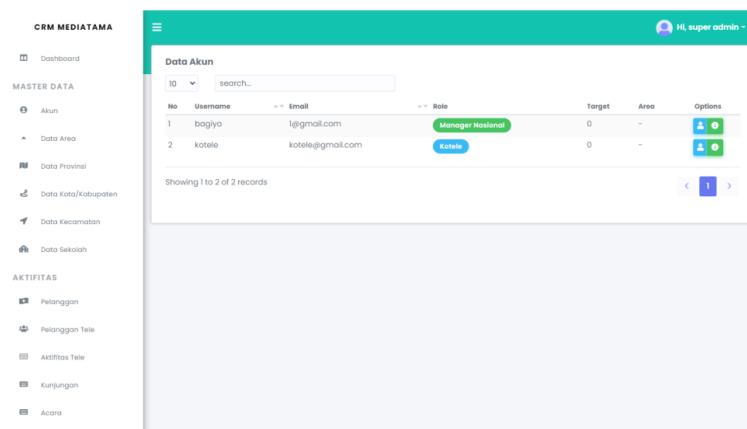 CRM MEDIATAMA
Hi, super admin
Dashboard
MASTER DATA
Akun
Data Area
Data Provinsi
Data Kota/Kabupaten
Data Kecamatan
Data Sekolah
AKTIFITAS
Pelanggan
Pelanggan Tele
Aktifitas Tele
Kunjungan
Acara
Data Akun
10 search...
No Username Email Role Target Area Options
1 bagiyo 1@gmail.com Manager Nasional 0 -
2 kotele kotele@gmail.com Kotele 0 -
Showing 1 to 2 of 2 records
1